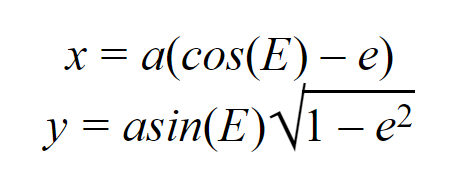 x = a(cos(E) – e)
y = asin(E)√1 – e²